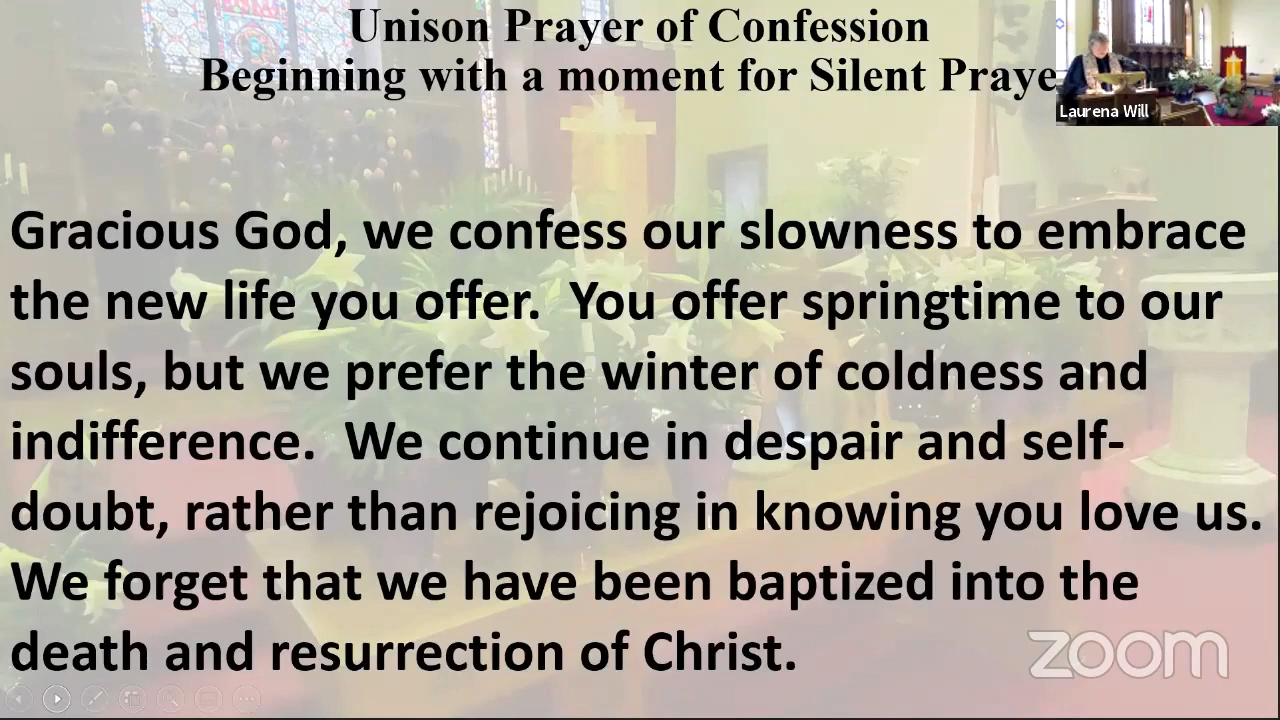 Unison Prayer of Confession
Beginning with a moment for Silent Praye
Laurena Will
Gracious God, we confess our slowness to embrace
the new life you offer.  You offer springtime to our
souls, but we prefer the winter of coldness and
indifference.  We continue in despair and self-
doubt, rather than rejoicing in knowing you love us.
We forget that we have been baptized into the
death and resurrection of Christ.
zoom